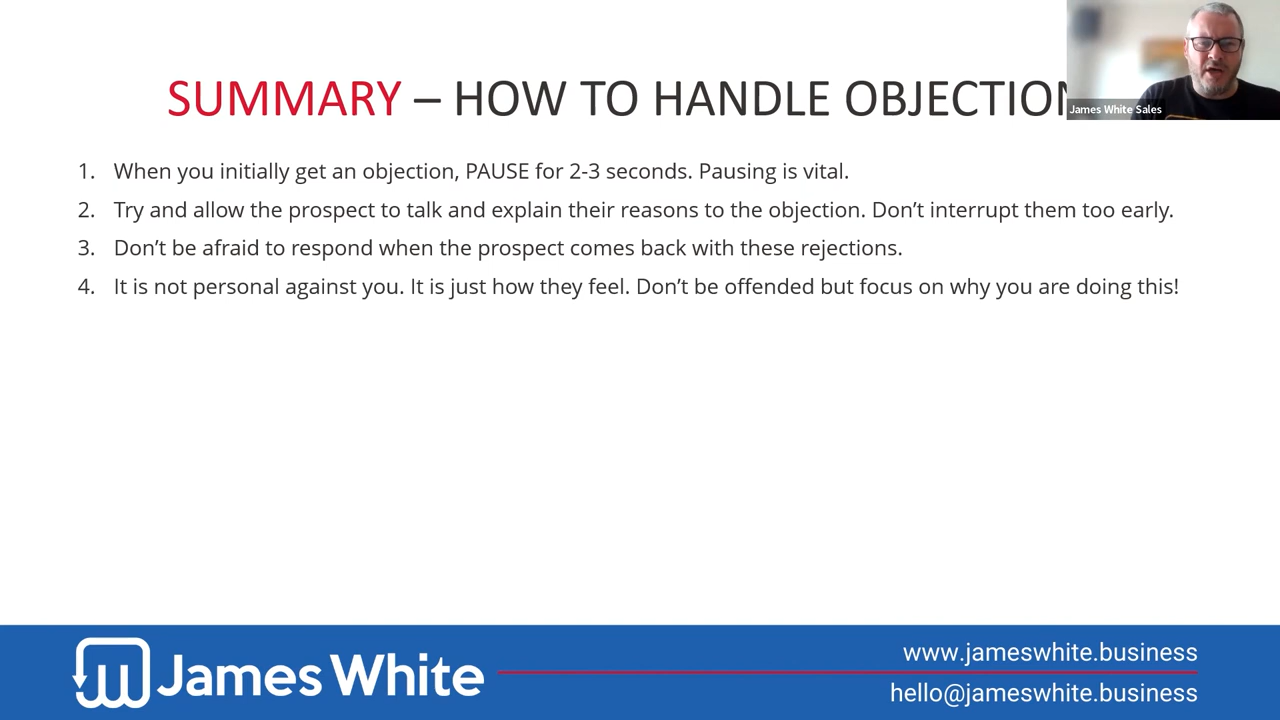 SUMMARY – HOW TO HANDLE OBJECTION
James White Sales
1. When you initially get an objection, PAUSE for 2-3 seconds. Pausing is vital.
2. Try and allow the prospect to talk and explain their reasons to the objection. Don’t interrupt them too early.
3. Don’t be afraid to respond when the prospect comes back with these rejections.
4. It is not personal against you. It is just how they feel. Don’t be offended but focus on why you are doing this!
James White
www.jameswhite.business
hello@jameswhite.business